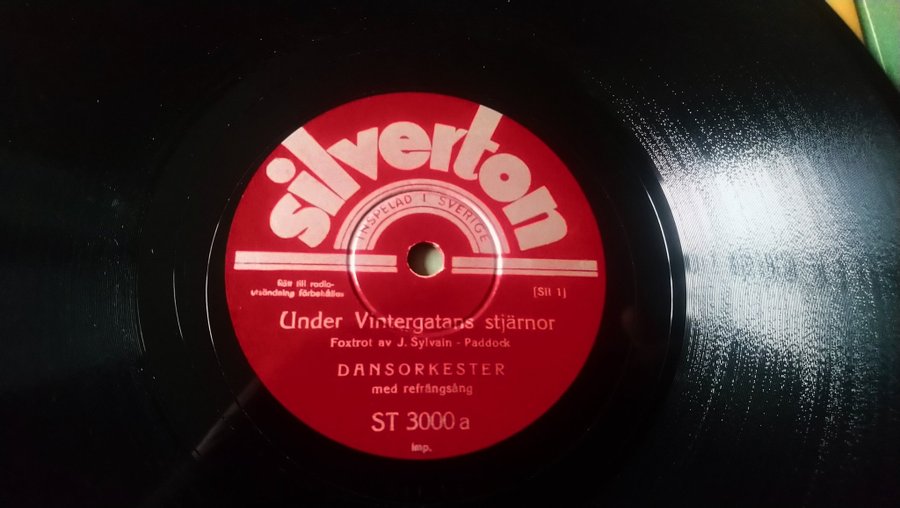 silverton
INSPELAD I SVERIGE
Rätt till radio-
utsändning förbehålles
(Sil 1)
Under Vintergatans stjärnor
Foxtrot av J. Sylvain - Paddock
DANSORKESTER
med refrängsång
ST 3000 a
imp.